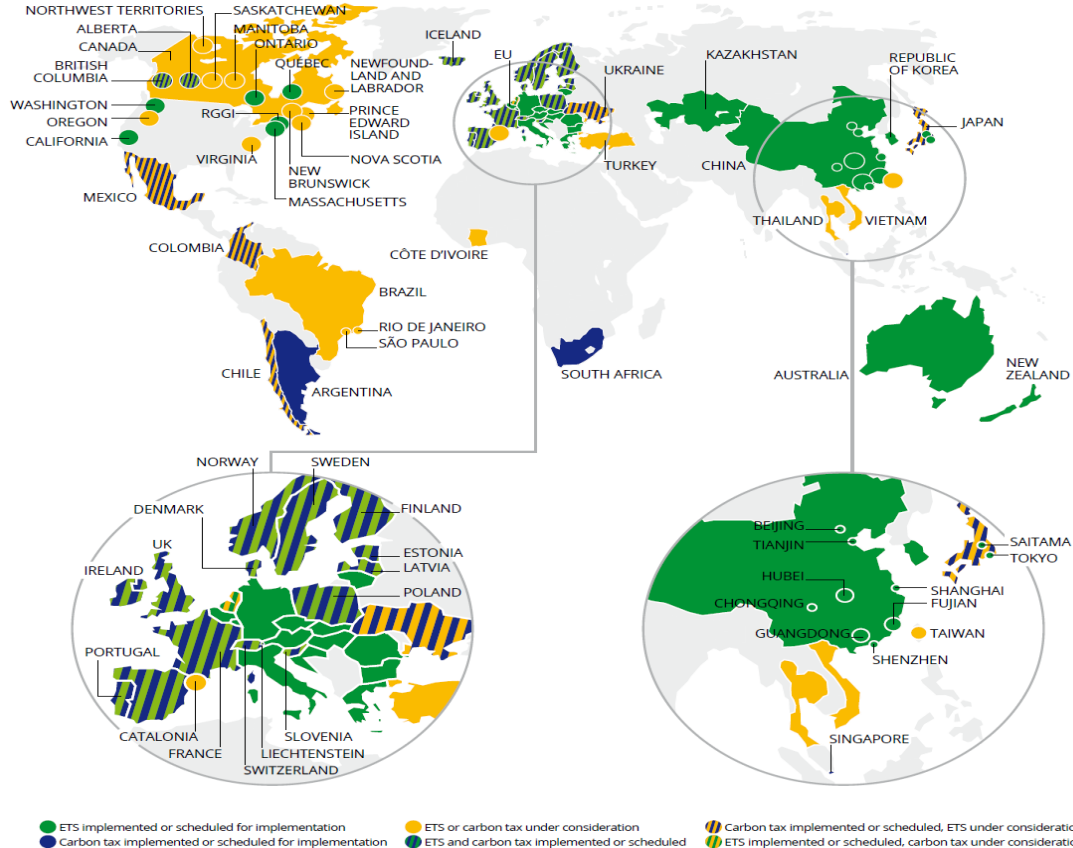 NORTHWEST TERRITORIES
SASKATCHEWAN
ALBERTA
MANITOBA
CANADA
ONTARIO
BRITISH
COLUMBIA
QUÉBEC
NEWFOUND-
LAND AND
LABRADOR
WASHINGTON
OREGON
RGGI
PRINCE
EDWARD
ISLAND
CALIFORNIA
VIRGINIA
NOVA SCOTIA
NEW
BRUNSWICK
MEXICO
MASSACHUSETTS
ICELAND
EU
UKRAINE
KAZAKHSTAN
REPUBLIC
OF KOREA
JAPAN
TURKEY
CHINA
THAILAND
VIETNAM
COLOMBIA
CÔTE D'IVOIRE
BRAZIL
RIO DE JANEIRO
SÃO PAULO
CHILE
ARGENTINA
SOUTH AFRICA
AUSTRALIA
NEW
ZEALAND
NORWAY
SWEDEN
DENMARK
FINLAND
UK
IRELAND
ESTONIA
LATVIA
POLAND
PORTUGAL
CATALONIA
FRANCE
SLOVENIA
LIECHTENSTEIN
SWITZERLAND
BEIJING
TIANJIN
SAITAMA
TOKYO
HUBEI
SHANGHAI
CHONGQING
FUJIAN
GUANGDONG
TAIWAN
SHENZHEN
SINGAPORE
ETS implemented or scheduled for implementation
ETS or carbon tax under consideration
Carbon tax implemented or scheduled, ETS under consideratio
Carbon tax implemented or scheduled for implementation
ETS and carbon tax implemented or scheduled
ETS implemented or scheduled, carbon tax under consideratio